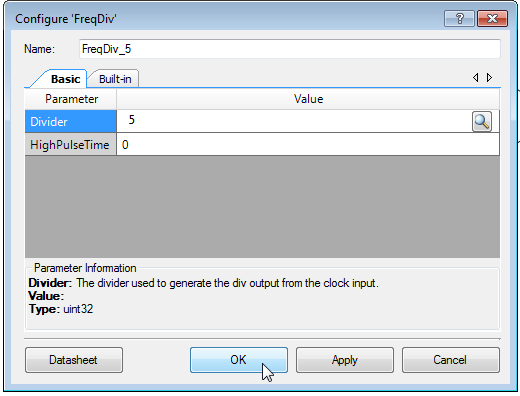 Configure 'FreqDiv'
?
Name: FreqDiv_5
Basic Built-in
Parameter Value
Divider 5
HighPulseTime 0
Parameter Information
Divider: The divider used to generate the div output from the clock input.
Value:
Type: uint32
Datasheet OK Apply Cancel